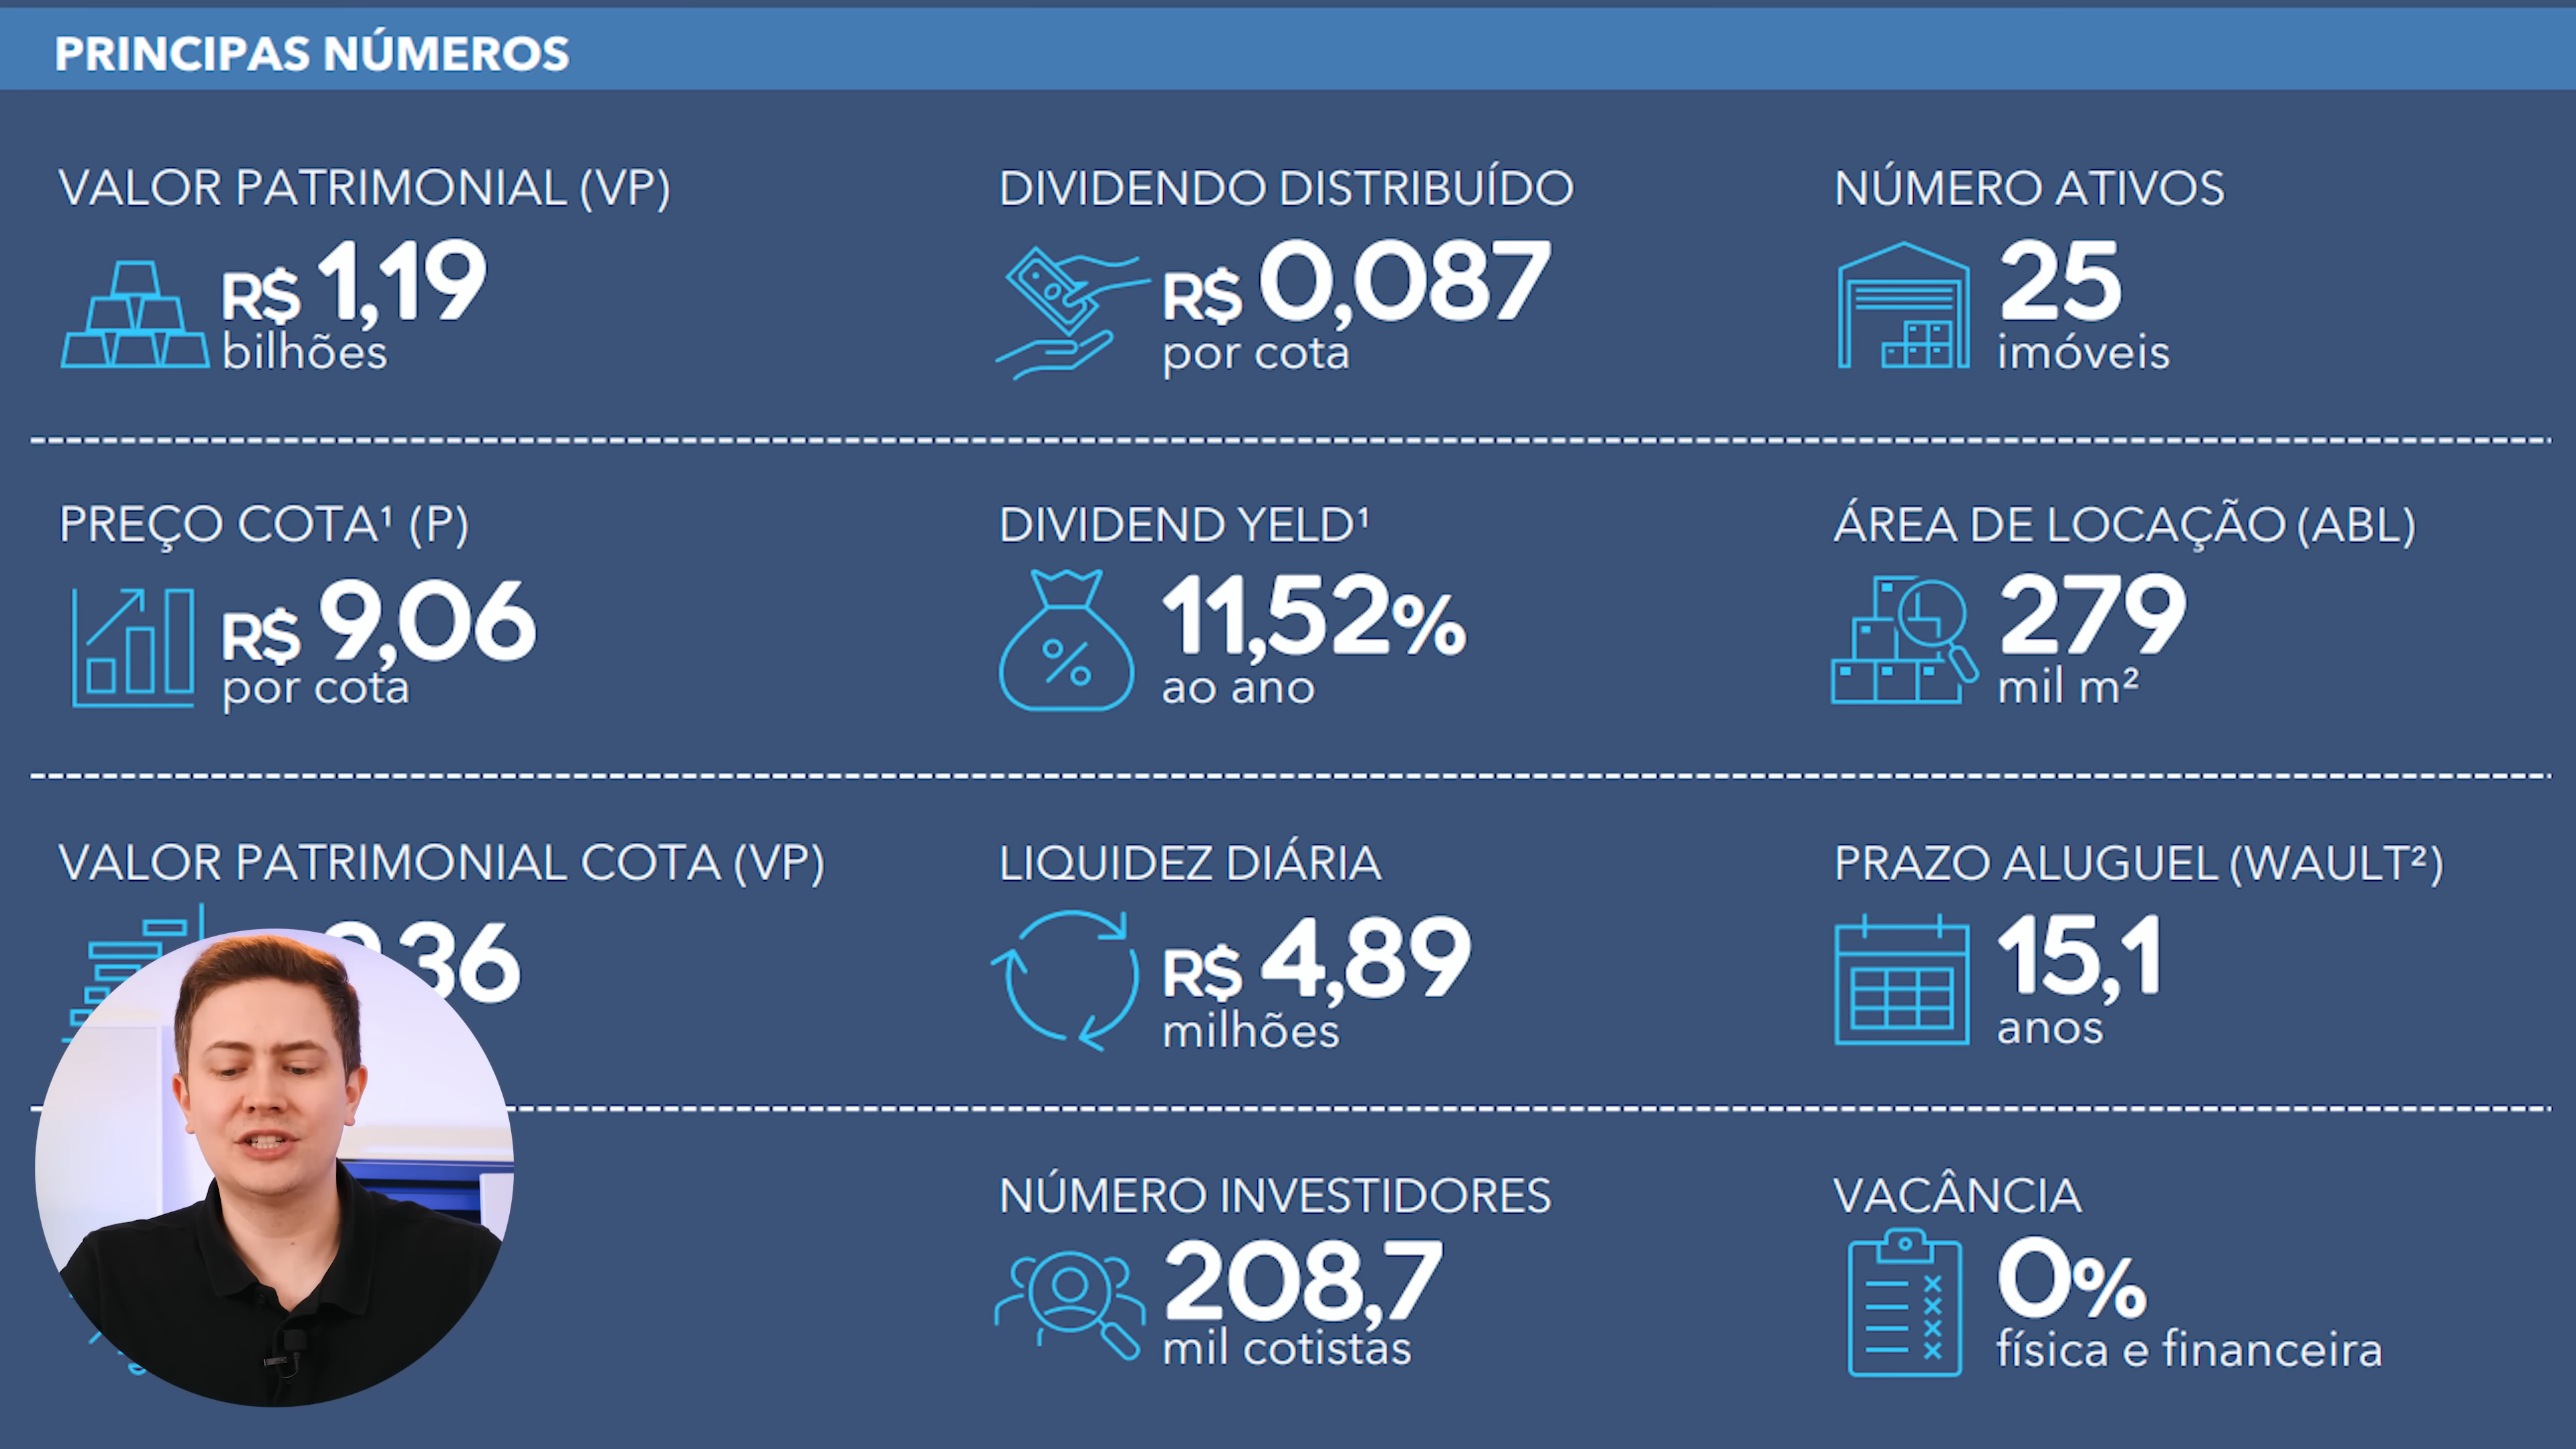 PRINCIPAS NÚMEROS
VALOR PATRIMONIAL (VP)
R$ 1,19
bilhões
DIVIDENDO DISTRIBUÍDO
R$ 0,087
por cota
NÚMERO ATIVOS
25
imóveis
PREÇO COTA¹ (P)
R$ 9,06
por cota
DIVIDEND YELD¹
11,52%
ao ano
ÁREA DE LOCAÇÃO (ABL)
279
mil m²
VALOR PATRIMONIAL COTA (VP)
LIQUIDEZ DIÁRIA
R$ 4,89
milhões
PRAZO ALUGUEL (WAULT²)
15,1
anos
NÚMERO INVESTIDORES
208,7
mil cotistas
VACÂNCIA
0%
física e financeira